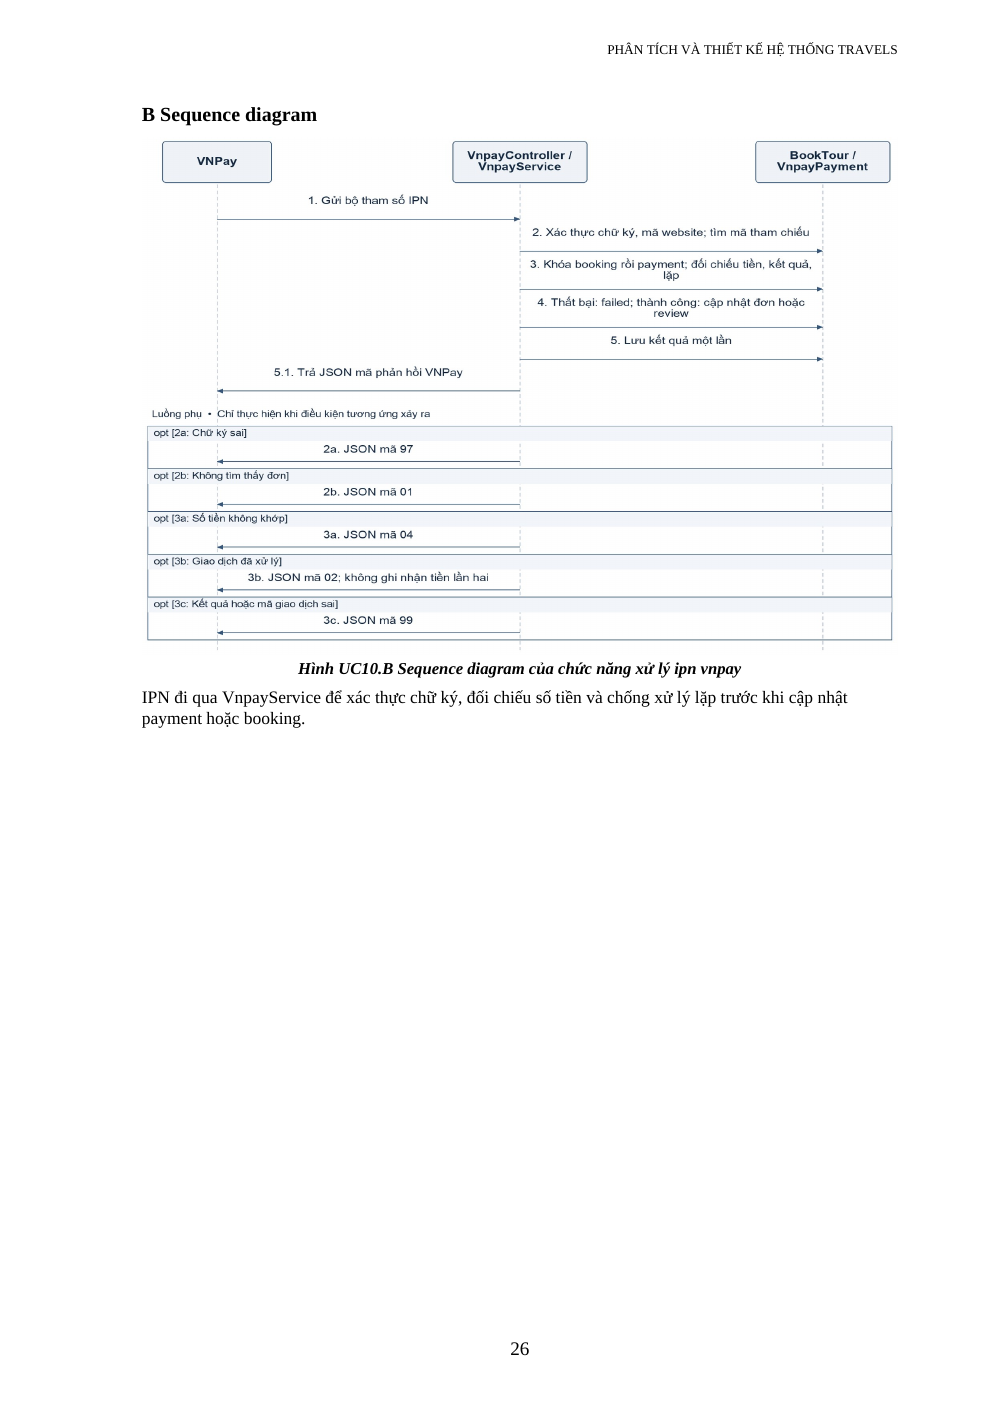 PHÂN TÍCH VÀ THIẾT KẾ HỆ THỐNG TRAVELS
B Sequence diagram
VNPay
VnpayController /
VnpayService
BookTour /
VnpayPayment
1. Gửi bộ tham số IPN
2. Xác thực chữ ký, mã website; tìm mã tham chiếu
3. Khóa booking rồi payment; đối chiếu tiền, kết quả,
lặp
4. Thất bại: failed; thành công: cập nhật đơn hoặc
review
5. Lưu kết quả một lần
5.1. Trả JSON mã phản hồi VNPay
Luồng phụ • Chỉ thực hiện khi điều kiện tương ứng xảy ra
opt [2a: Chữ ký sai]
2a. JSON mã 97
opt [2b: Không tìm thấy đơn]
2b. JSON mã 01
opt [3a: Số tiền không khớp]
3a. JSON mã 04
opt [3b: Giao dịch đã xử lý]
3b. JSON mã 02; không ghi nhận tiền lần hai
opt [3c: Kết quả hoặc mã giao dịch sai]
3c. JSON mã 99
Hình UC10.B Sequence diagram của chức năng xử lý ipn vnpay
IPN đi qua VnpayService để xác thực chữ ký, đối chiếu số tiền và chống xử lý lặp trước khi cập nhật
payment hoặc booking.
26